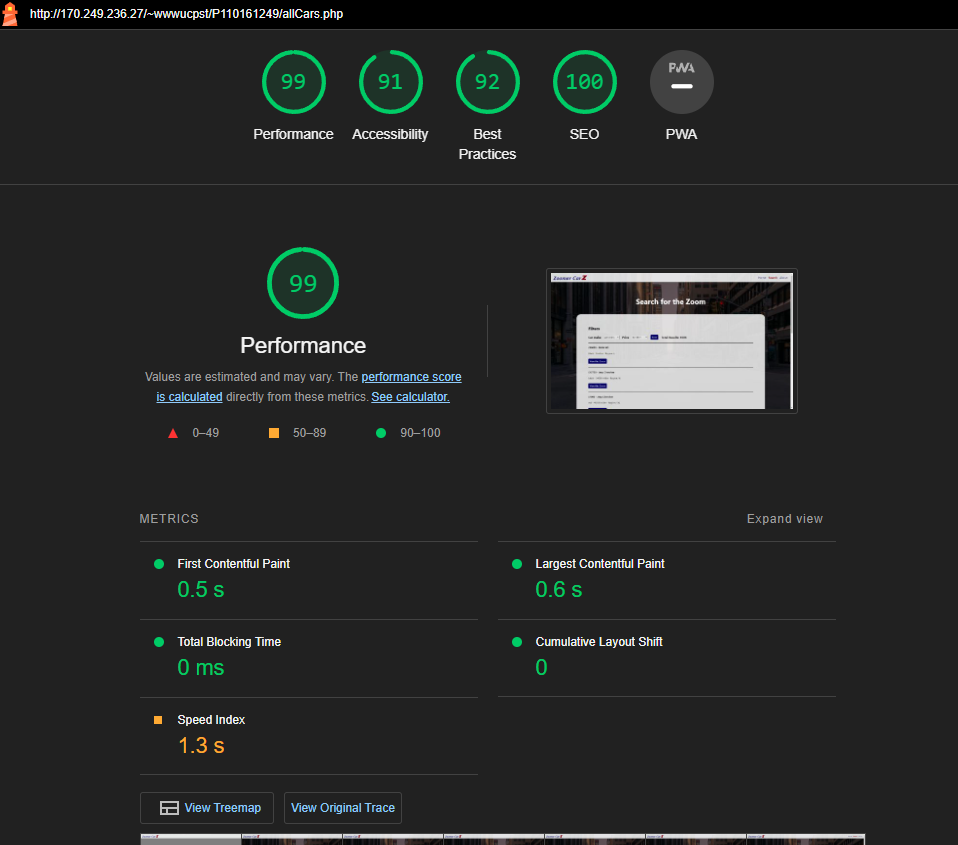 http://170.249.236.27/~wwwucpst/P110161249/allCars.php
99
91
92
100
PWA
Performance
Accessibility
Best
Practices
SEO
PWA
99
Performance
Values are estimated and may vary. The performance score
is calculated directly from these metrics. See calculator.
0–49
50–89
90–100
Search for the Zoom
Filters
METRICS
Expand view
First Contentful Paint
0.5 s
Largest Contentful Paint
0.6 s
Total Blocking Time
0 ms
Cumulative Layout Shift
0
Speed Index
1.3 s
View Treemap
View Original Trace